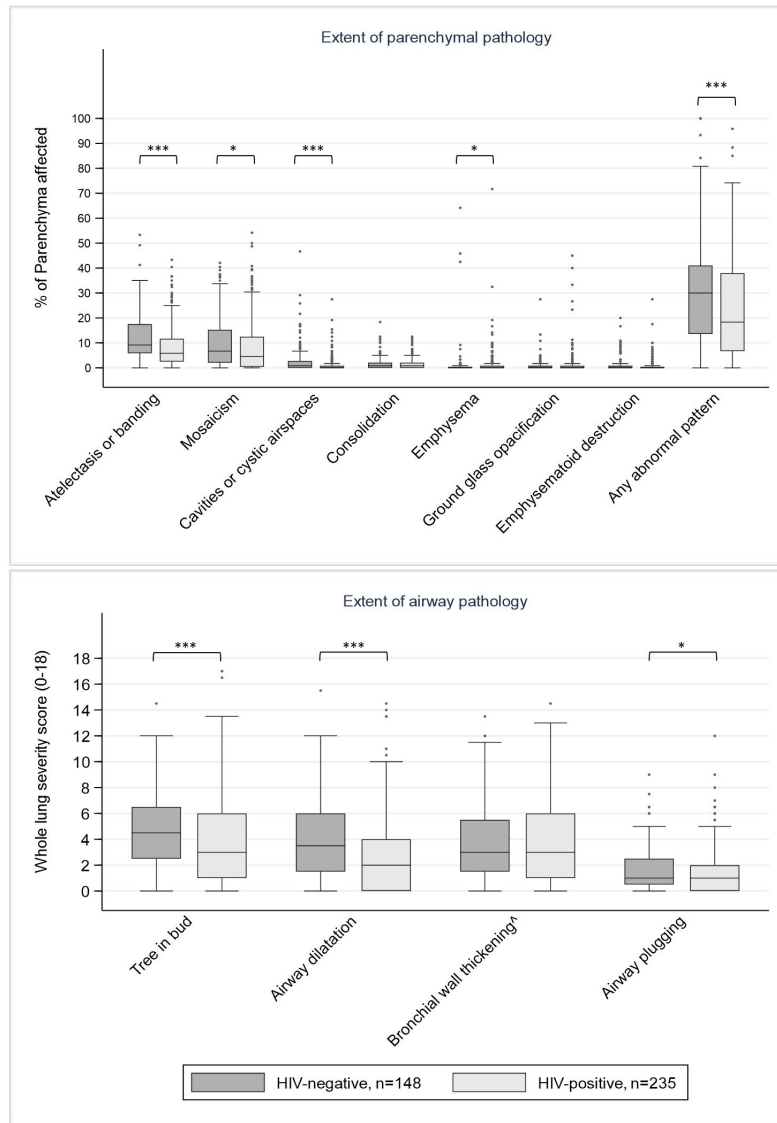 Extent of parenchymal pathology
% of Parenchyma affected
100
90
80
70
60
50
40
30
20
10
0
***
*
***
*
***
Atelectasis or banding
Mosaicism
Cavities or cystic airspaces
Consolidation
Emphysema
Ground glass opacification
Emphysematoid destruction
Any abnormal pattern
Extent of airway pathology
Whole lung severity score (0-18)
18
16
14
12
10
8
6
4
2
0
***
***
*
Tree in bud
Airway dilatation
Bronchial wall thickening^
Airway plugging
HIV-negative, n=148
HIV-positive, n=235